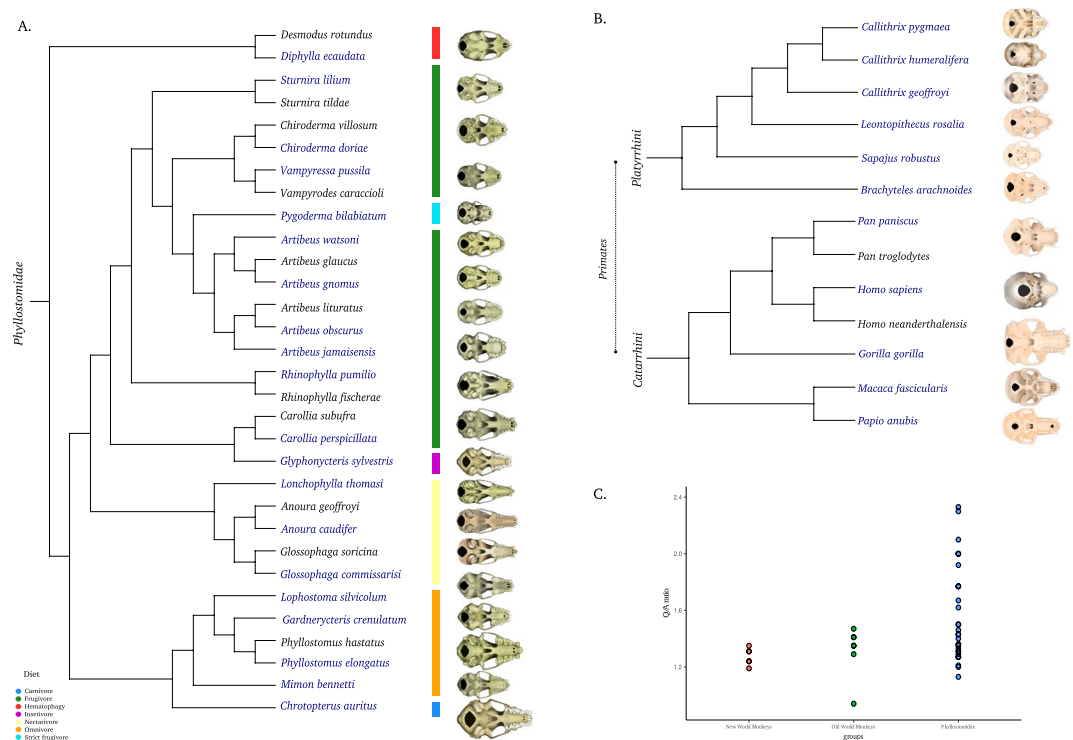 A.
Phyllostomidae
Desmodus rotundus
Diphylla ecaudata
Sturnira lilium
Sturnira tildae
Chiroderma villosum
Chiroderma doriae
Vampyressa pussila
Vampyrodes caraccioli
Pygoderma bilabiatum
Artibeus watsoni
Artibeus glaucus
Artibeus gnomus
Artibeus lituratus
Artibeus obscurus
Artibeus jamaisensis
Rhinophylla pumilio
Rhinophylla fischerae
Carollia subufra
Carollia perspicillata
Glyphonycteris sylvestris
Lonchophylla thomasi
Anoura geoffroyi
Anoura caudifer
Glossophaga soricina
Glossophaga commissarisi
Lophostoma silvicolum
Gardnerycteris crenulatum
Phyllostomus hastatus
Phyllostomus elongatus
Mimon bennetti
Chrotopterus auritus
Diet
Carnivore
Frugivore
Hematophagy
Insetivore
Nectarivore
Omnivore
Strict frugivore
B.
Primates
Platyrrhini
Catarrhini
Callithrix pygmaea
Callithrix humeralifera
Callithrix geoffroyi
Leontopithecus rosalia
Sapajus robustus
Brachyteles arachnoides
Pan paniscus
Pan troglodytes
Homo sapiens
Homo neanderthalensis
Gorilla gorilla
Macaca fascicularis
Papio anubis
C.
2.4
2.0
1.6
1.2
Q/A ratio
New World Monkeys
Old World Monkeys
Phyllostomidae
groups